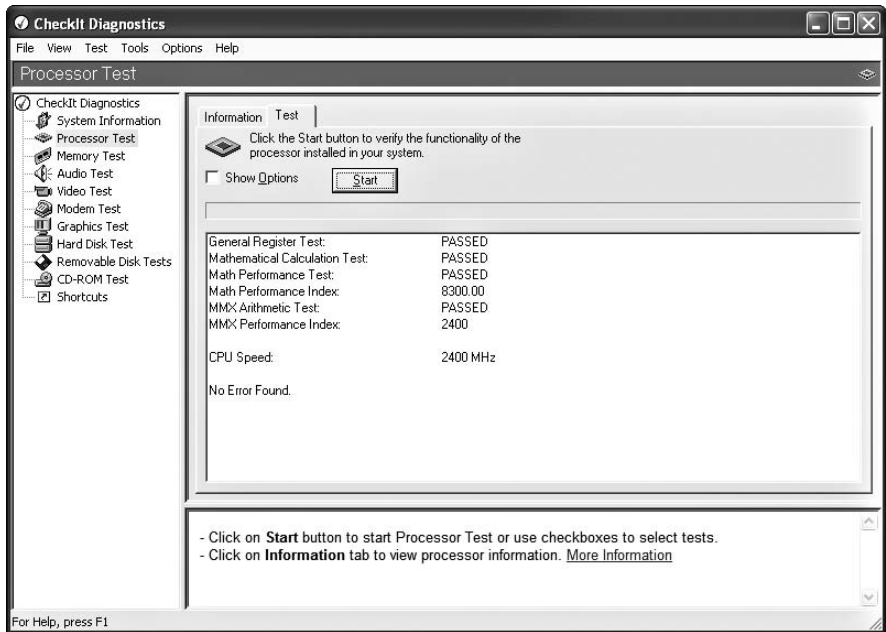 CheckIt Diagnostics
File View Test Tools Options Help
Processor Test
CheckIt Diagnostics
System Information
Processor Test
Memory Test
Audio Test
Video Test
Modem Test
Graphics Test
Hard Disk Test
Removable Disk Tests
CD-ROM Test
Shortcuts
Information Test
Click the Start button to verify the functionality of the
processor installed in your system.
Show Options Start
General Register Test: PASSED
Mathematical Calculation Test: PASSED
Math Performance Test: PASSED
Math Performance Index: 8300.00
MMX Arithmetic Test: PASSED
MMX Performance Index: 2400
CPU Speed: 2400 MHz
No Error Found.
- Click on Start button to start Processor Test or use checkboxes to select tests.
- Click on Information tab to view processor information. More Information
For Help, press F1